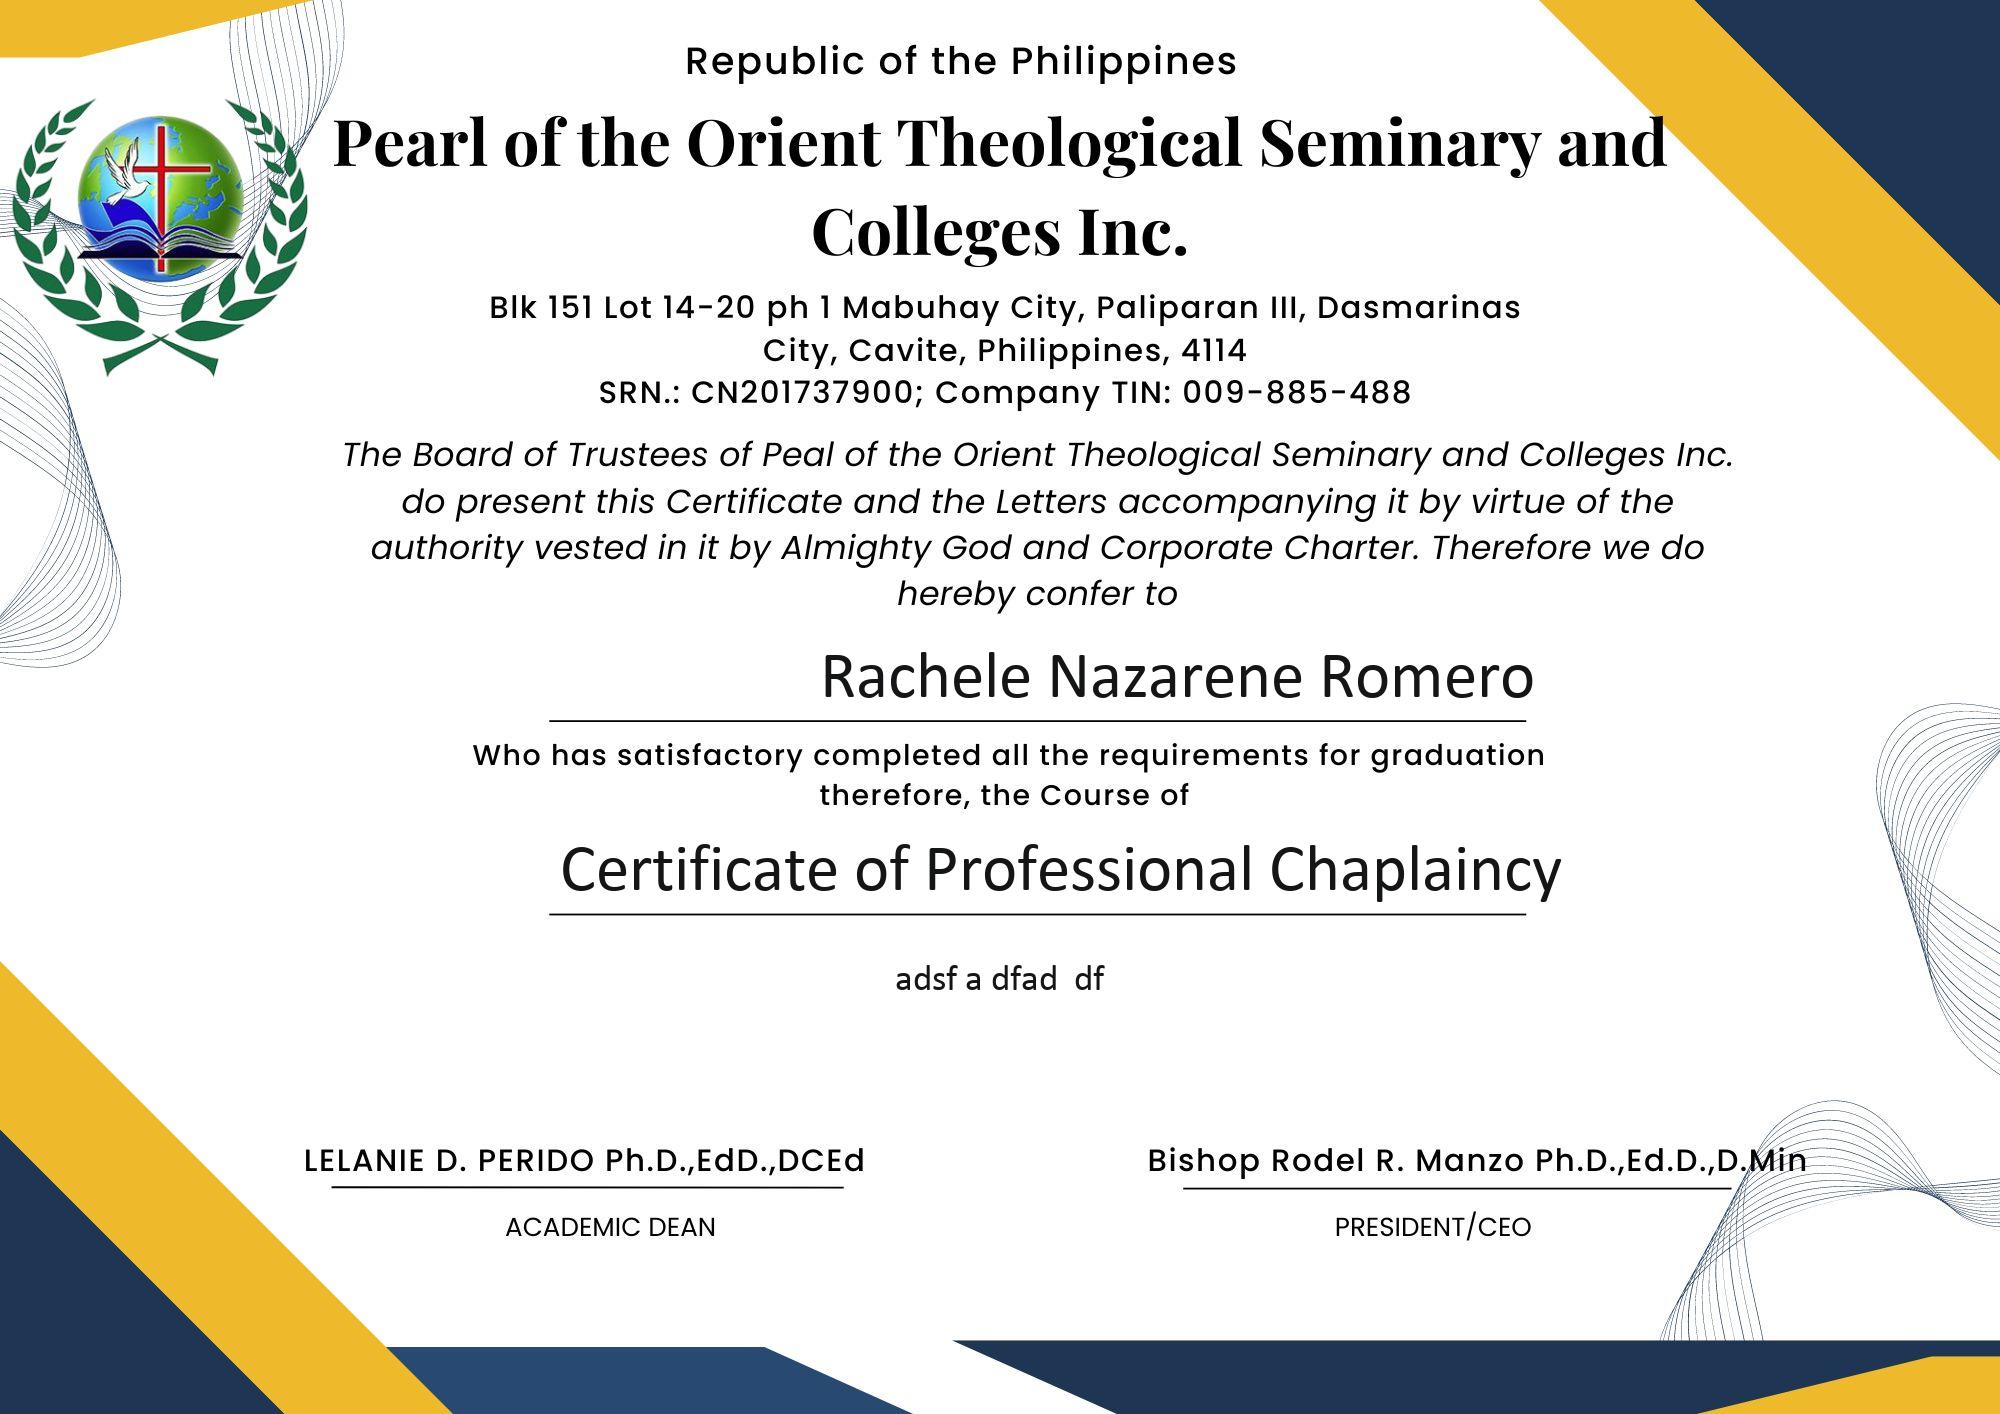 Republic of the Philippines
Pearl of the Orient Theological Seminary and
Colleges Inc.
Blk 151 Lot 14-20 ph 1 Mabuhay City, Paliparan III, Dasmarinas
City, Cavite, Philippines, 4114
SRN.: CN201737900; Company TIN: 009-885-488
The Board of Trustees of Peal of the Orient Theological Seminary and Colleges Inc.
do present this Certificate and the Letters accompanying it by virtue of the
authority vested in it by Almighty God and Corporate Charter. Therefore we do
hereby confer to
Rachele Nazarene Romero
Who has satisfactory completed all the requirements for graduation
therefore, the Course of
Certificate of Professional Chaplaincy
adsf a dfad  df
LELANIE D. PERIDO Ph.D.,EdD.,DCEd
ACADEMIC DEAN
Bishop Rodel R. Manzo Ph.D.,Ed.D.,D.Min
PRESIDENT/CEO